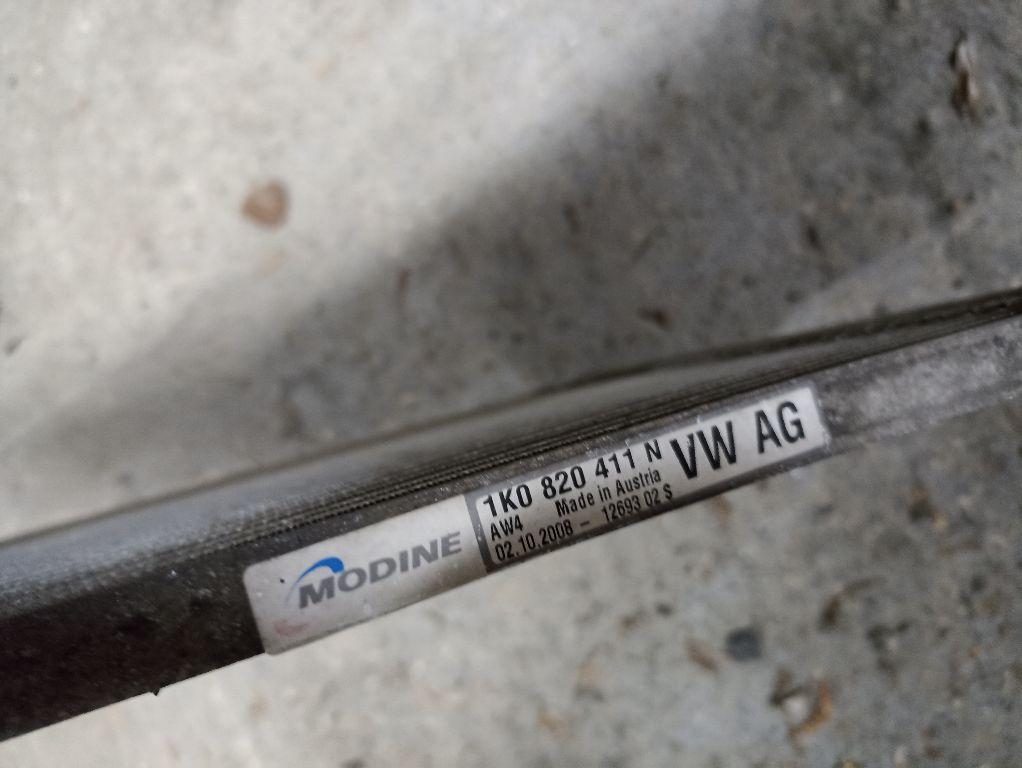 MODINE
1K0 820 411 N
AW4 Made in Austria
02.10.2008 - 12693 02 S
VW AG